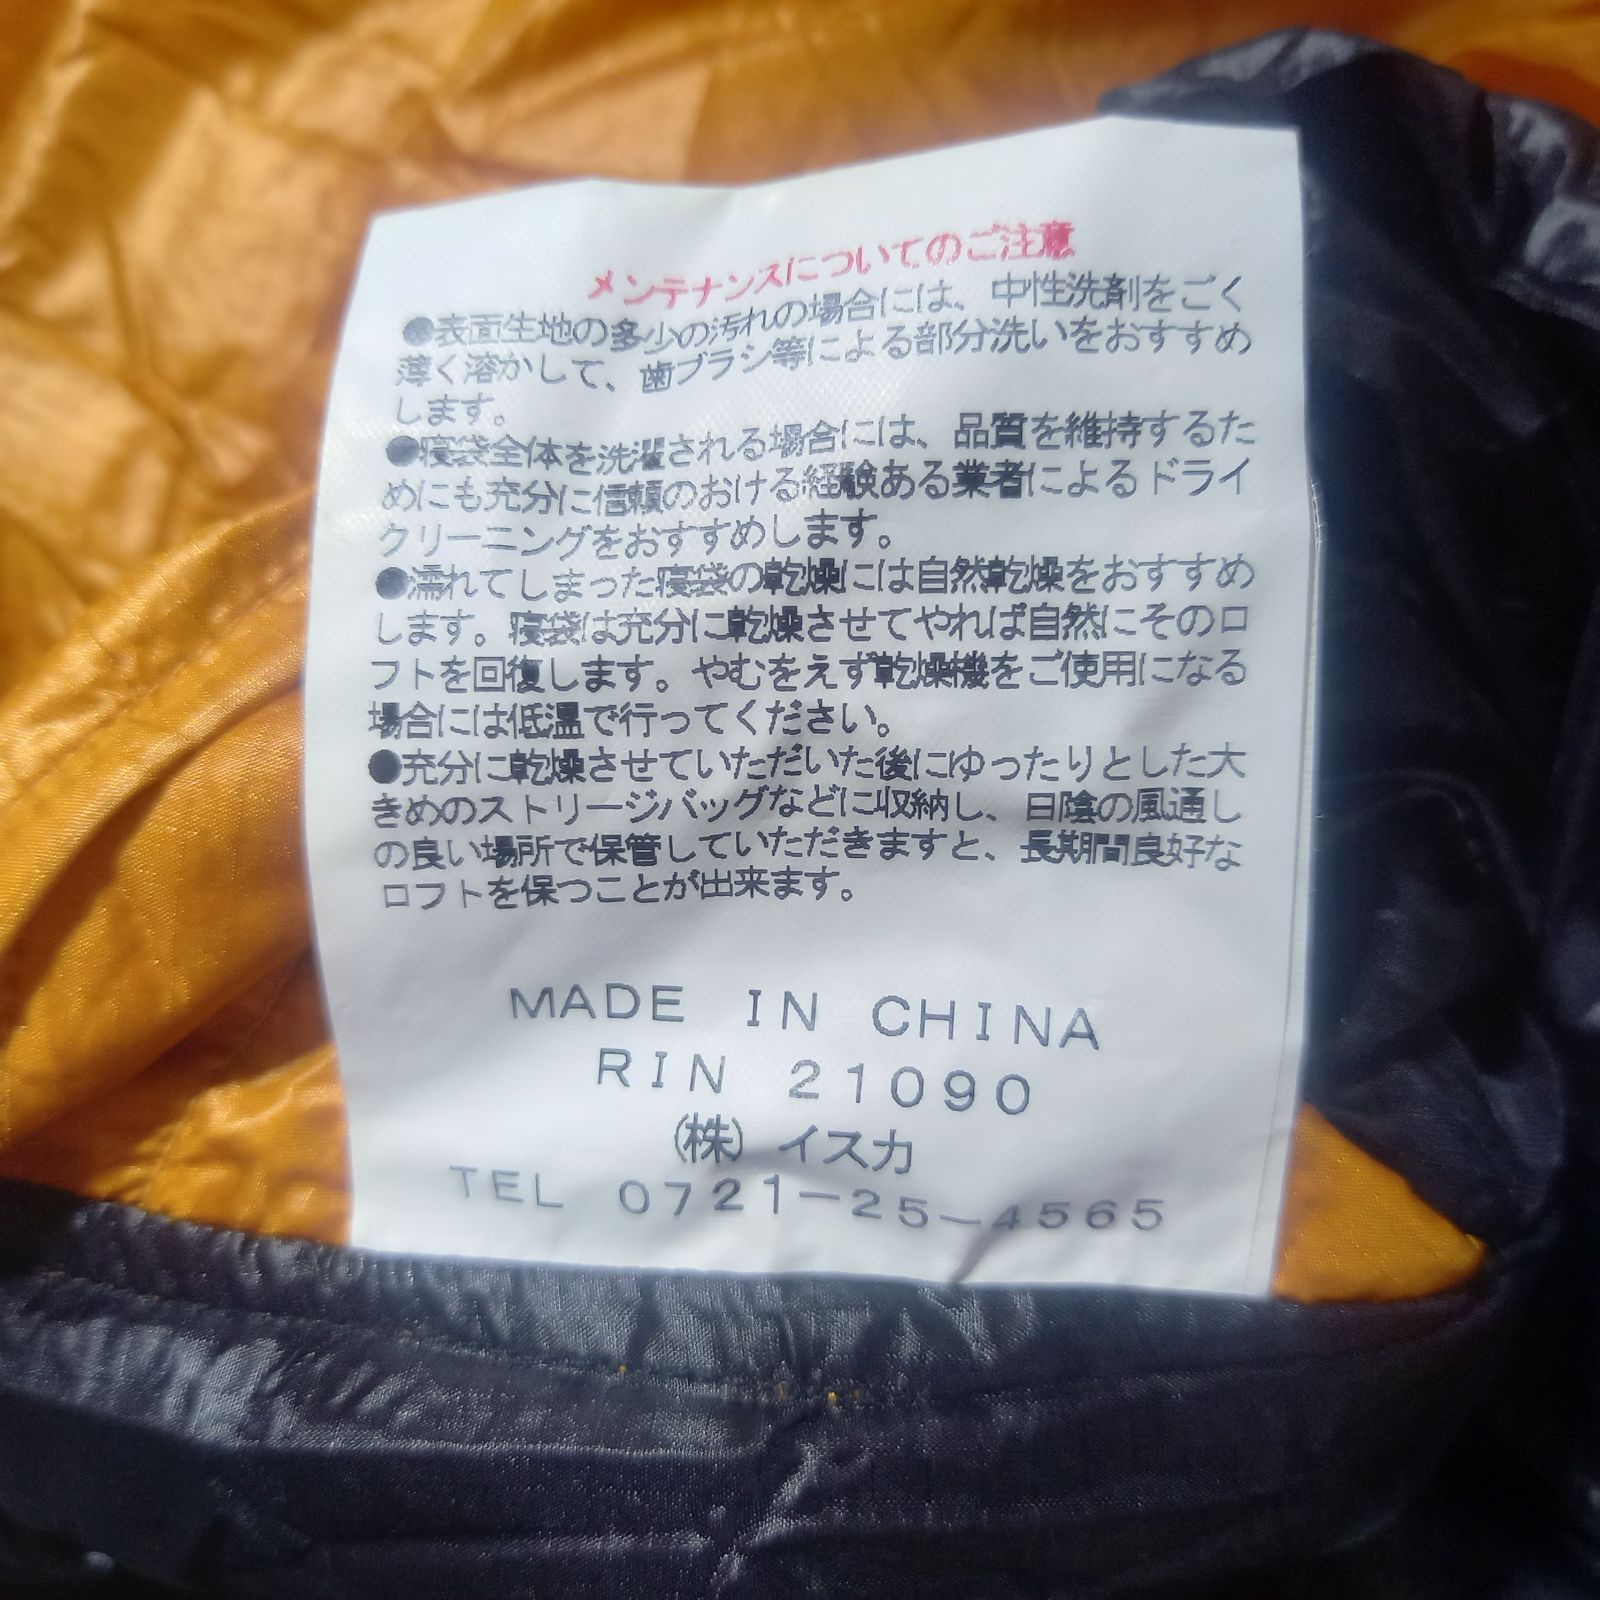 メンテナンスについてのご注意
●表面生地の多少の汚れの場合には、中性洗剤をごく
薄く溶かして、歯ブラシ等による部分洗いをおすすめ
します。
●寝袋全体を洗濯される場合には、品質を維持するた
めにも充分に信頼のおける経験ある業者によるドライ
クリーニングをおすすめします。
●濡れてしまった寝袋の乾燥には自然乾燥をおすすめ
します。寝袋は充分に乾燥させてやれば自然にそのロ
フトを回復します。やむをえず乾燥機をご使用になる
場合には低温で行ってください。
●充分に乾燥させていただいた後にゆったりとした大
きめのストリージバッグなどに収納し、日陰の風通し
の良い場所で保管していただきますと、長期間良好な
ロフトを保つことが出来ます。
MADE IN CHINA
RIN 21090
(株) イスカ
TEL 0721-25-4565